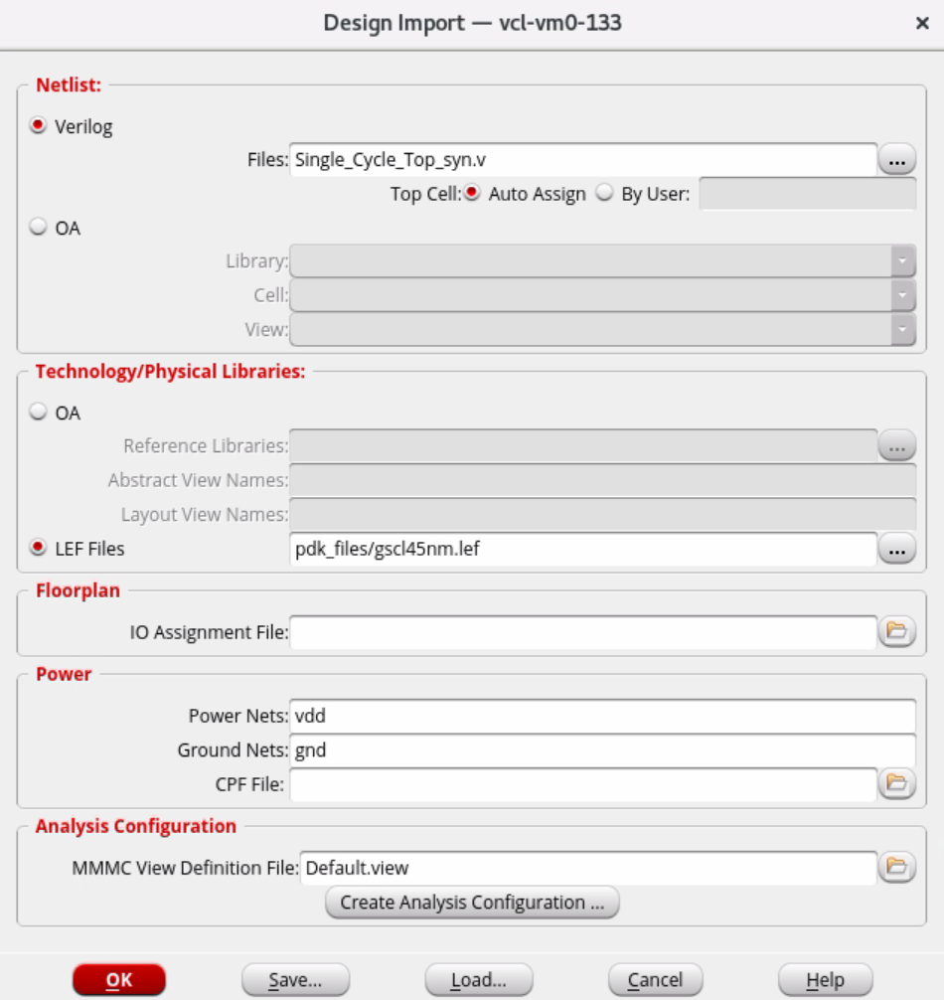 Design Import — vcl-vm0-133 ×
Netlist:
Verilog
Files: Single_Cycle_Top_syn.v ...
Top Cell: Auto Assign By User:
OA
Library:
Cell:
View:
Technology/Physical Libraries:
OA
Reference Libraries: ...
Abstract View Names:
Layout View Names:
LEF Files pdk_files/gscl45nm.lef ...
Floorplan
IO Assignment File:
Power
Power Nets: vdd
Ground Nets: gnd
CPF File:
Analysis Configuration
MMMC View Definition File: Default.view
Create Analysis Configuration ...
OK Save... Load... Cancel Help